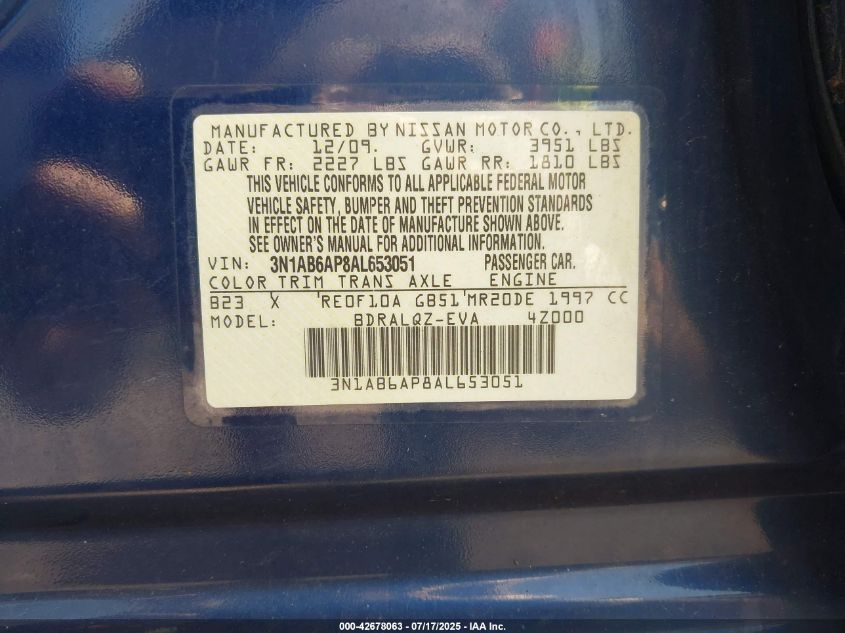 MANUFACTURED BY NISSAN MOTOR CO., LTD.
DATE: 12/09. GVWR: 3951 LBS
GAWR FR: 2227 LBS GAWR RR: 1810 LBS
THIS VEHICLE CONFORMS TO ALL APPLICABLE FEDERAL MOTOR
VEHICLE SAFETY, BUMPER AND THEFT PREVENTION STANDARDS
IN EFFECT ON THE DATE OF MANUFACTURE SHOWN ABOVE.
SEE OWNER'S MANUAL FOR ADDITIONAL INFORMATION.
VIN: 3N1AB6AP8AL653051 PASSENGER CAR.
COLOR TRIM TRANS AXLE ENGINE
B23 X 'RE0F10A GB51'MR20DE 1997 CC
MODEL: BDRALQZ-EVA 4Z000
3N1AB6AP8AL653051
000-42678063 - 07/17/2025 - IAA Inc.